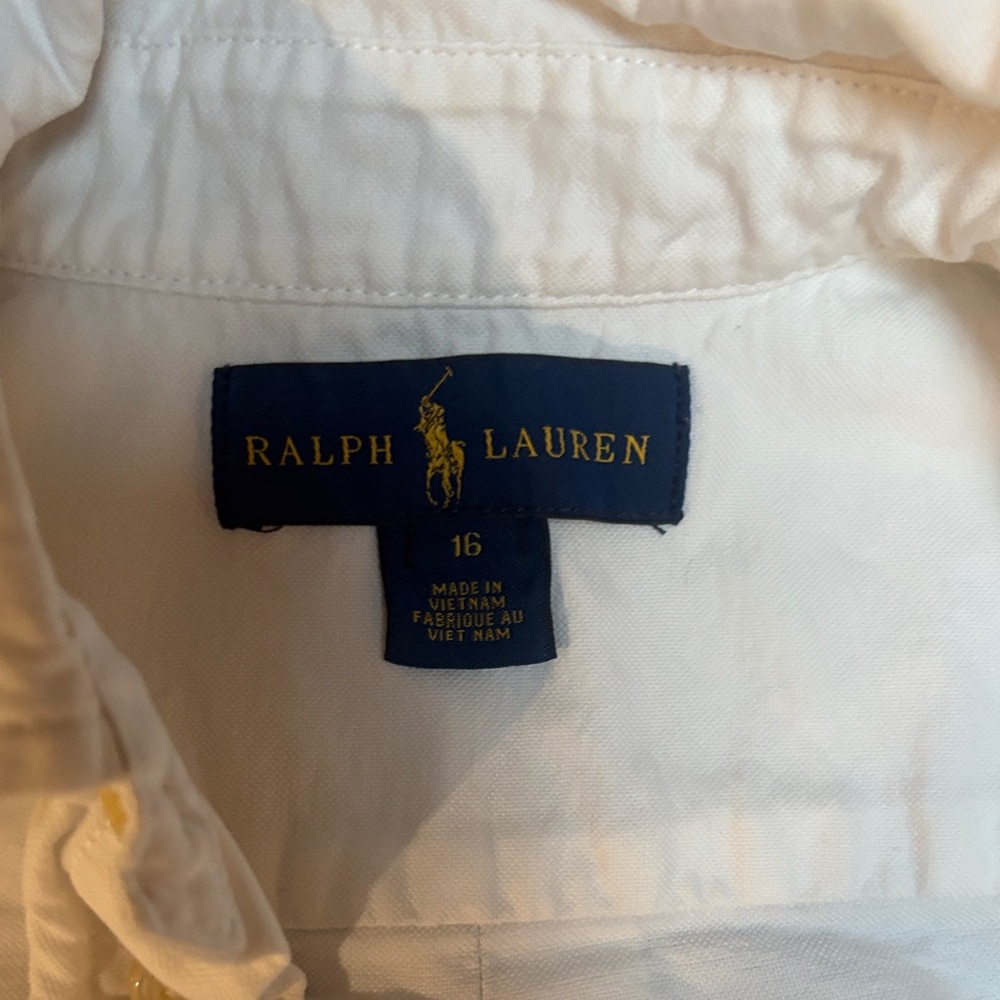 RALPH LAUREN
16
MADE IN
VIETNAM
FABRIQUE AU
VIET NAM